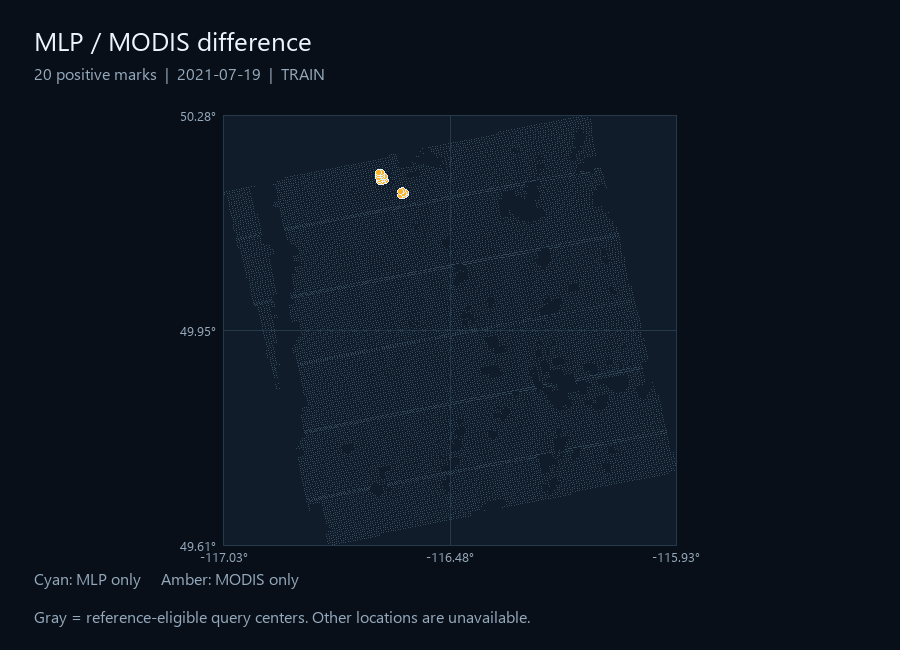 MLP / MODIS difference
20 positive marks | 2021-07-19 | TRAIN
50.28°
49.95°
49.61°
-117.03° -116.48° -115.93°
Cyan: MLP only Amber: MODIS only
Gray = reference-eligible query centers. Other locations are unavailable.